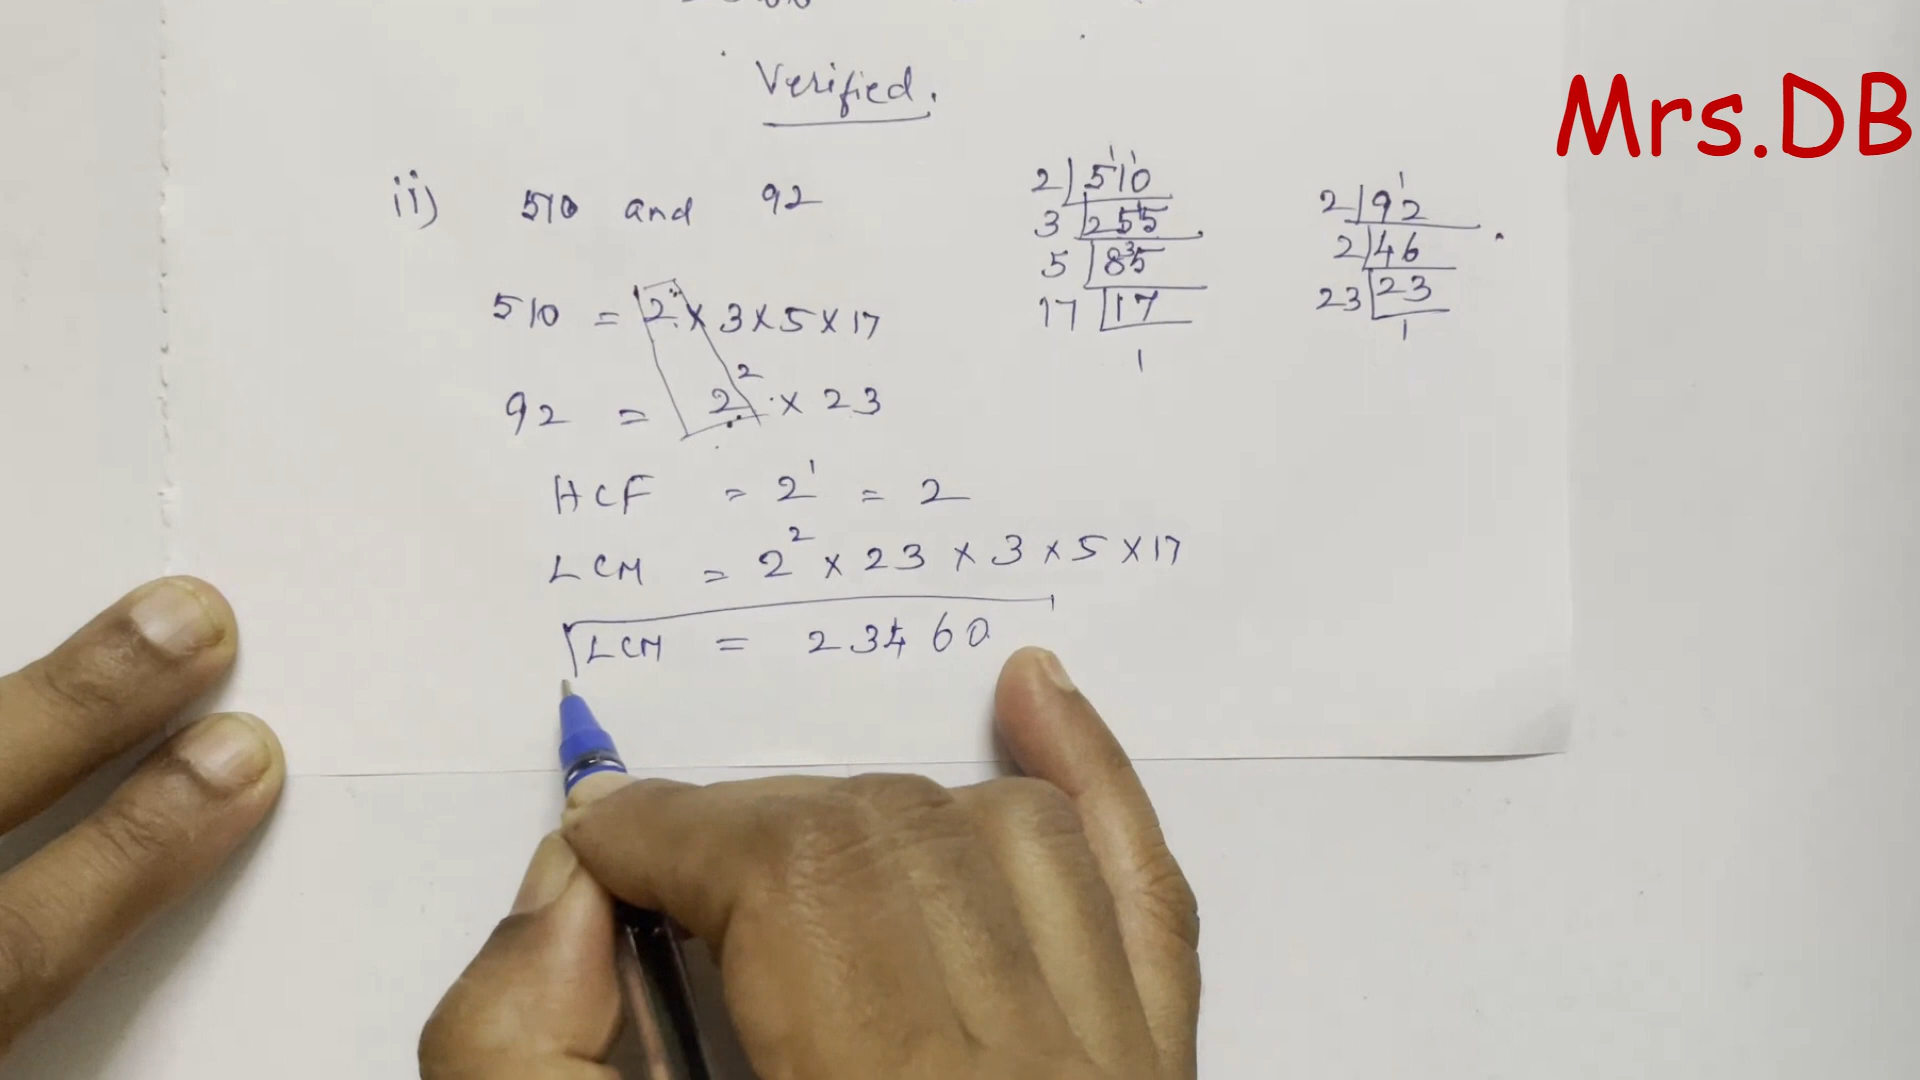 Verified.
Mrs.DB
ii) 510 and 92
510 = 2 × 3 × 5 × 17
92 = 2² × 23
HCF = 2¹ = 2
LCM = 2² × 23 × 3 × 5 × 17
LCM = 23460
2 510
3 255
5 85
17 17
1
2 92
2 46
23 23
1